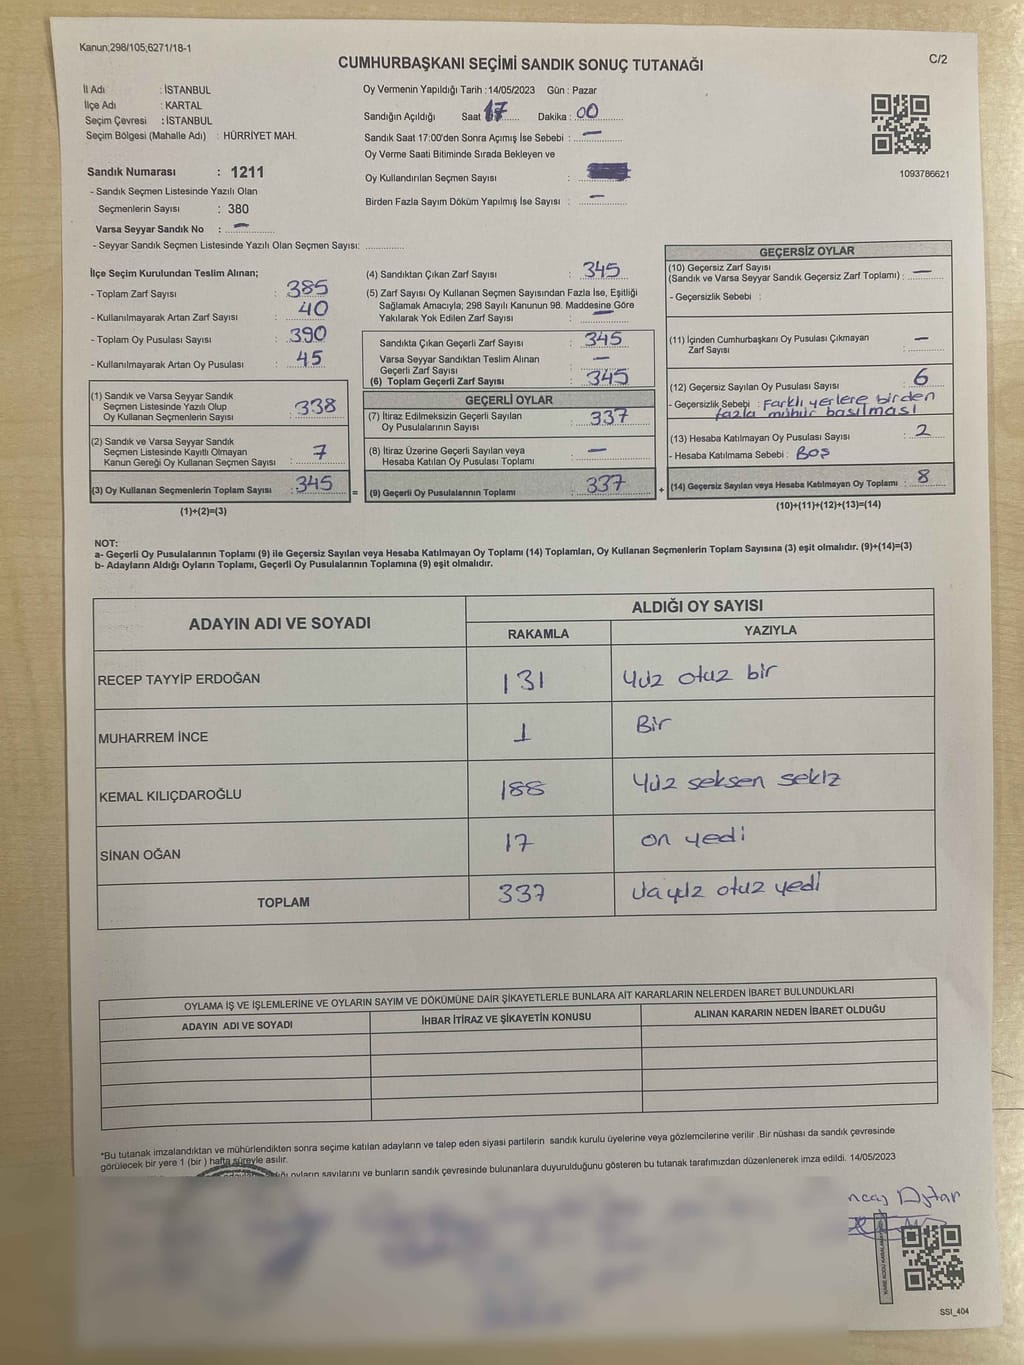 Kanun;298/105;6271/18-1
C/2
CUMHURBAŞKANI SEÇİMİ SANDIK SONUÇ TUTANAĞI
İl Adı : İSTANBUL
İlçe Adı : KARTAL
Seçim Çevresi : İSTANBUL
Seçim Bölgesi (Mahalle Adı) : HÜRRİYET MAH.
Sandık Numarası : 1211
- Sandık Seçmen Listesinde Yazılı Olan
Seçmenlerin Sayısı : 380
Varsa Seyyar Sandık No : —
- Seyyar Sandık Seçmen Listesinde Yazılı Olan Seçmen Sayısı: ..............
Oy Vermenin Yapıldığı Tarih :14/05/2023 Gün : Pazar
Sandığın Açıldığı Saat 17 Dakika : 00
Sandık Saat 17:00'den Sonra Açımış İse Sebebi : —
Oy Verme Saati Bitiminde Sırada Bekleyen ve
Oy Kullandırılan Seçmen Sayısı :
Birden Fazla Sayım Döküm Yapılmış İse Sayısı : —
1093786621
İlçe Seçim Kurulundan Teslim Alınan;
- Toplam Zarf Sayısı : 385
- Kullanılmayarak Artan Zarf Sayısı : 40
- Toplam Oy Pusulası Sayısı : 390
- Kullanılmayarak Artan Oy Pusulası : 45
(1) Sandık ve Varsa Seyyar Sandık
Seçmen Listesinde Yazılı Olup
Oy Kullanan Seçmenlerin Sayısı : 338
(2) Sandık ve Varsa Seyyar Sandık
Seçmen Listesinde Kayıtlı Olmayan
Kanun Gereği Oy Kullanan Seçmen Sayısı : 7
(3) Oy Kullanan Seçmenlerin Toplam Sayısı : 345
(1)+(2)=(3)
(4) Sandıktan Çıkan Zarf Sayısı : 345
(5) Zarf Sayısı Oy Kullanan Seçmen Sayısından Fazla İse, Eşitliği
Sağlamak Amacıyla; 298 Sayılı Kanunun 98. Maddesine Göre
Yakılarak Yok Edilen Zarf Sayısı : —
Sandıkta Çıkan Geçerli Zarf Sayısı : 345
Varsa Seyyar Sandıktan Teslim Alınan
Geçerli Zarf Sayısı : —
(6) Toplam Geçerli Zarf Sayısı : 345
GEÇERLİ OYLAR
(7) İtiraz Edilmeksizin Geçerli Sayılan
Oy Pusulalarının Sayısı : 337
(8) İtiraz Üzerine Geçerli Sayılan veya
Hesaba Katılan Oy Pusulası Toplamı : —
= (9) Geçerli Oy Pusulalarının Toplamı : 337
GEÇERSİZ OYLAR
(10) Geçersiz Zarf Sayısı
(Sandık ve Varsa Seyyar Sandık Geçersiz Zarf Toplamı) : —
- Geçersizlik Sebebi :
(11) İçinden Cumhurbaşkanı Oy Pusulası Çıkmayan
Zarf Sayısı : —
(12) Geçersiz Sayılan Oy Pusulası Sayısı : 6
- Geçersizlik Sebebi : Farklı yerlere birden
fazla mühür basılması
(13) Hesaba Katılmayan Oy Pusulası Sayısı : 2
- Hesaba Katılmama Sebebi : Boş
+ (14) Geçersiz Sayılan veya Hesaba Katılmayan Oy Toplamı : 8
(10)+(11)+(12)+(13)=(14)
NOT:
a- Geçerli Oy Pusulalarının Toplamı (9) ile Geçersiz Sayılan veya Hesaba Katılmayan Oy Toplamı (14) Toplamları, Oy Kullanan Seçmenlerin Toplam Sayısına (3) eşit olmalıdır. (9)+(14)=(3)
b- Adayların Aldığı Oyların Toplamı, Geçerli Oy Pusulalarının Toplamına (9) eşit olmalıdır.
ADAYIN ADI VE SOYADI
ALDIĞI OY SAYISI
RAKAMLA YAZIYLA
RECEP TAYYİP ERDOĞAN 131 Yüz otuz bir
MUHARREM İNCE 1 Bir
KEMAL KILIÇDAROĞLU 188 Yüz seksen sekiz
SİNAN OĞAN 17 on yedi
TOPLAM 337 üçyüz otuz yedi
OYLAMA İŞ VE İŞLEMLERİNE VE OYLARIN SAYIM VE DÖKÜMÜNE DAİR ŞİKAYETLERLE BUNLARA AİT KARARLARIN NELERDEN İBARET BULUNDUKLARI
ADAYIN ADI VE SOYADI İHBAR İTİRAZ VE ŞİKAYETİN KONUSU ALINAN KARARIN NEDEN İBARET OLDUĞU
*Bu tutanak imzalandıktan ve mühürlendikten sonra seçime katılan adayların ve talep eden siyasi partilerin sandık kurulu üyelerine veya gözlemcilerine verilir .Bir nüshası da sandık çevresinde
görülecek bir yere 1 (bir ) hafta süreyle asılır.
oyların sayılarını ve bunların sandık çevresinde bulunanlara duyurulduğunu gösteren bu tutanak tarafımızdan düzenlenerek imza edildi. 14/05/2023
SSI_404